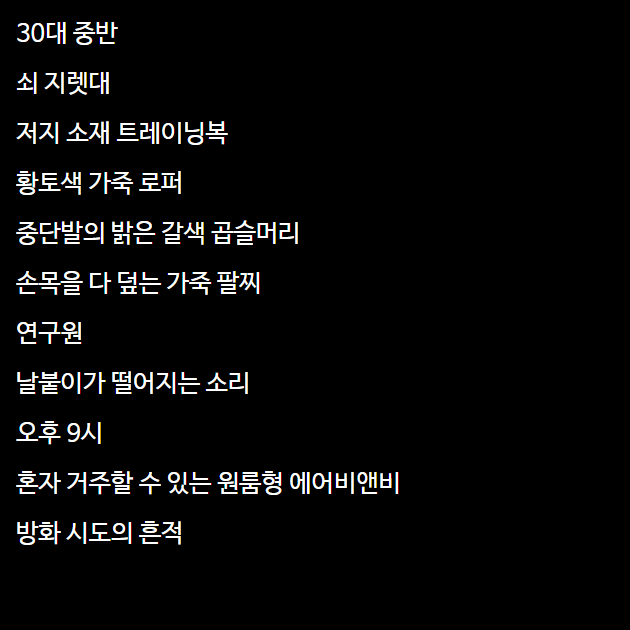 30대 중반
쇠 지렛대
저지 소재 트레이닝복
황토색 가죽 로퍼
중단발의 밝은 갈색 곱슬머리
손목을 다 덮는 가죽 팔찌
연구원
날붙이가 떨어지는 소리
오후 9시
혼자 거주할 수 있는 원룸형 에어비앤비
방화 시도의 흔적